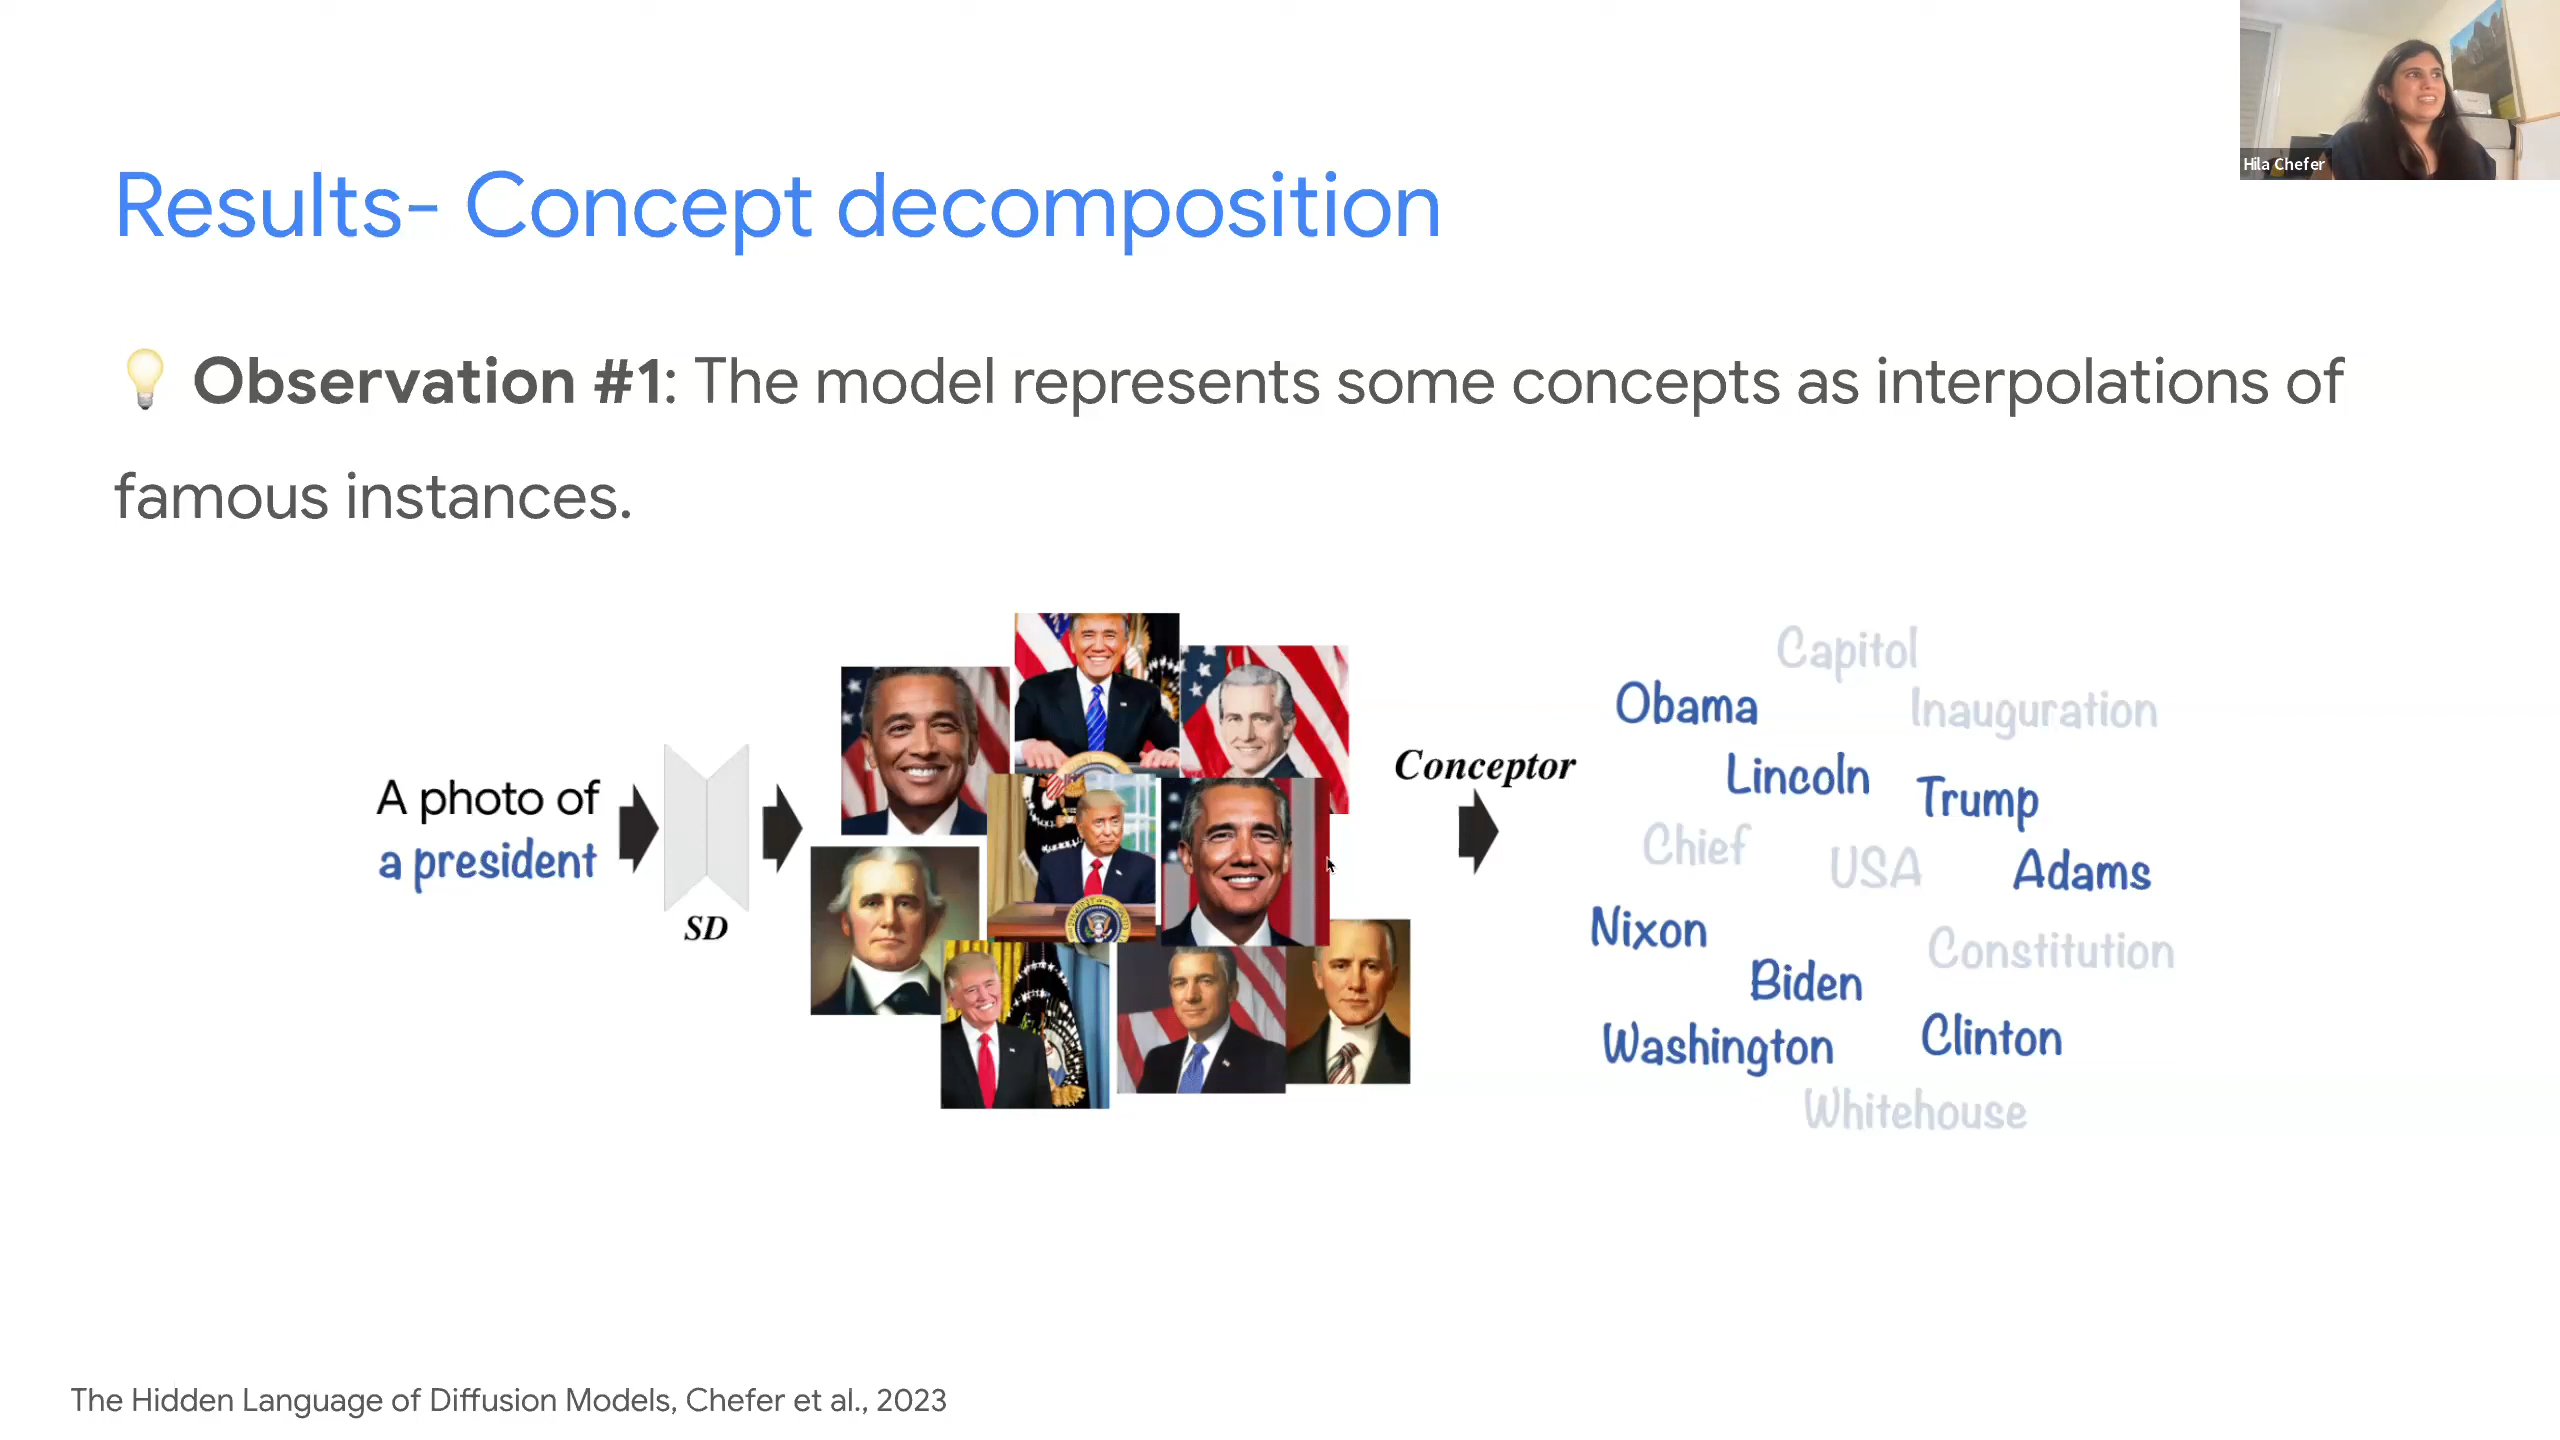 Hila Chefer
Results- Concept decomposition
💡 Observation #1: The model represents some concepts as interpolations of
famous instances.
A photo of
a president
SD
Conceptor
Capitol
Obama
Inauguration
Lincoln
Trump
Chief
USA
Adams
Nixon
Constitution
Biden
Washington
Clinton
Whitehouse
The Hidden Language of Diffusion Models, Chefer et al., 2023